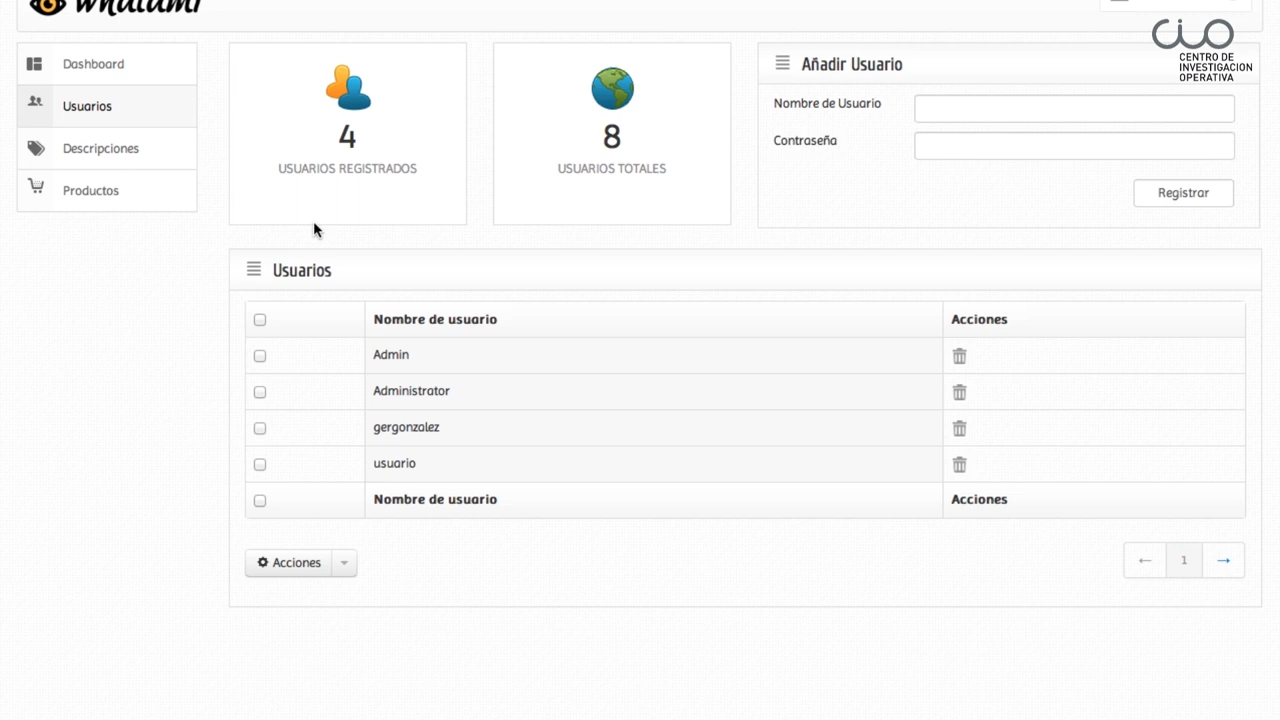 whatami
CIO
CENTRO DE
INVESTIGACION
OPERATIVA
Dashboard
Usuarios
Descripciones
Productos
4
USUARIOS REGISTRADOS
8
USUARIOS TOTALES
Añadir Usuario
Nombre de Usuario
Contraseña
Registrar
Usuarios
Nombre de usuario Acciones
Admin
Administrator
gergonzalez
usuario
Nombre de usuario Acciones
Acciones
← 1 →